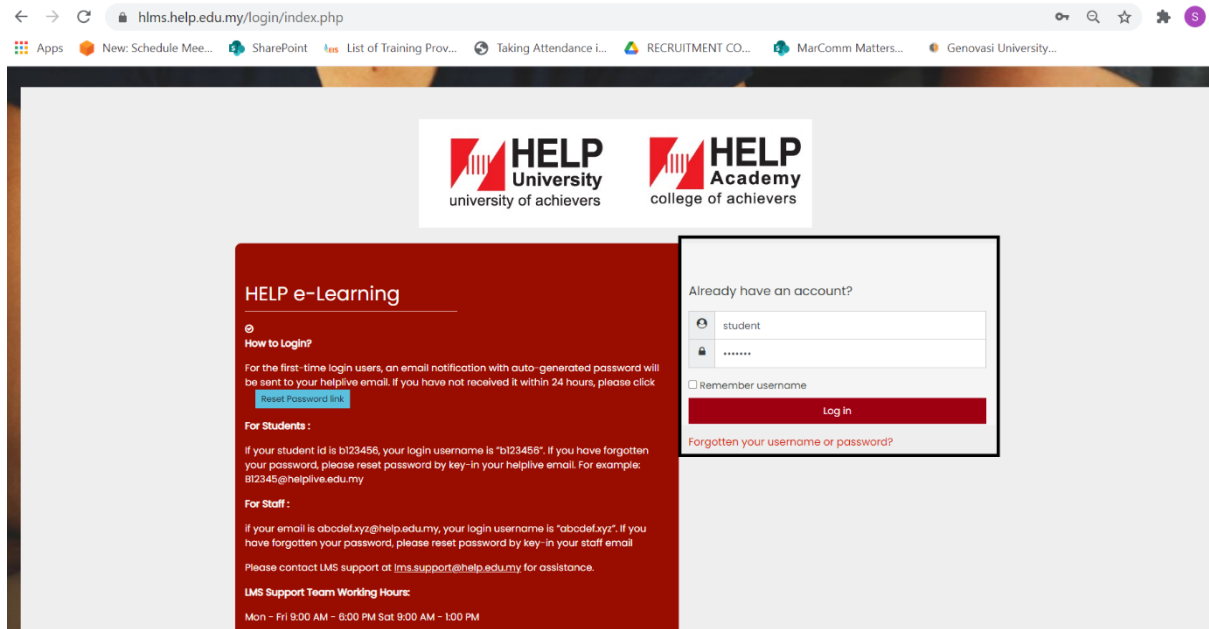 hlms.help.edu.my/login/index.php
S
Apps New: Schedule Mee... SharePoint List of Training Prov... Taking Attendance i... RECRUITMENT CO... MarComm Matters... Genovasi University...
HELP
University
university of achievers
HELP
Academy
college of achievers
HELP e-Learning
How to Login?
For the first-time login users, an email notification with auto-generated password will
be sent to your helplive email. If you have not received it within 24 hours, please click
Reset Password link
For Students :
If your student id is b123456, your login username is "b123456". If you have forgotten
your password, please reset password by key-in your helplive email. For example:
B12345@helplive.edu.my
For Staff :
if your email is abcdef.xyz@help.edu.my, your login username is "abcdef.xyz". If you
have forgotten your password, please reset password by key-in your staff email
Please contact LMS support at lms.support@help.edu.my for assistance.
LMS Support Team Working Hours:
Mon - Fri 9:00 AM - 6:00 PM Sat 9:00 AM - 1:00 PM
Already have an account?
student
•••••••
Remember username
Log in
Forgotten your username or password?